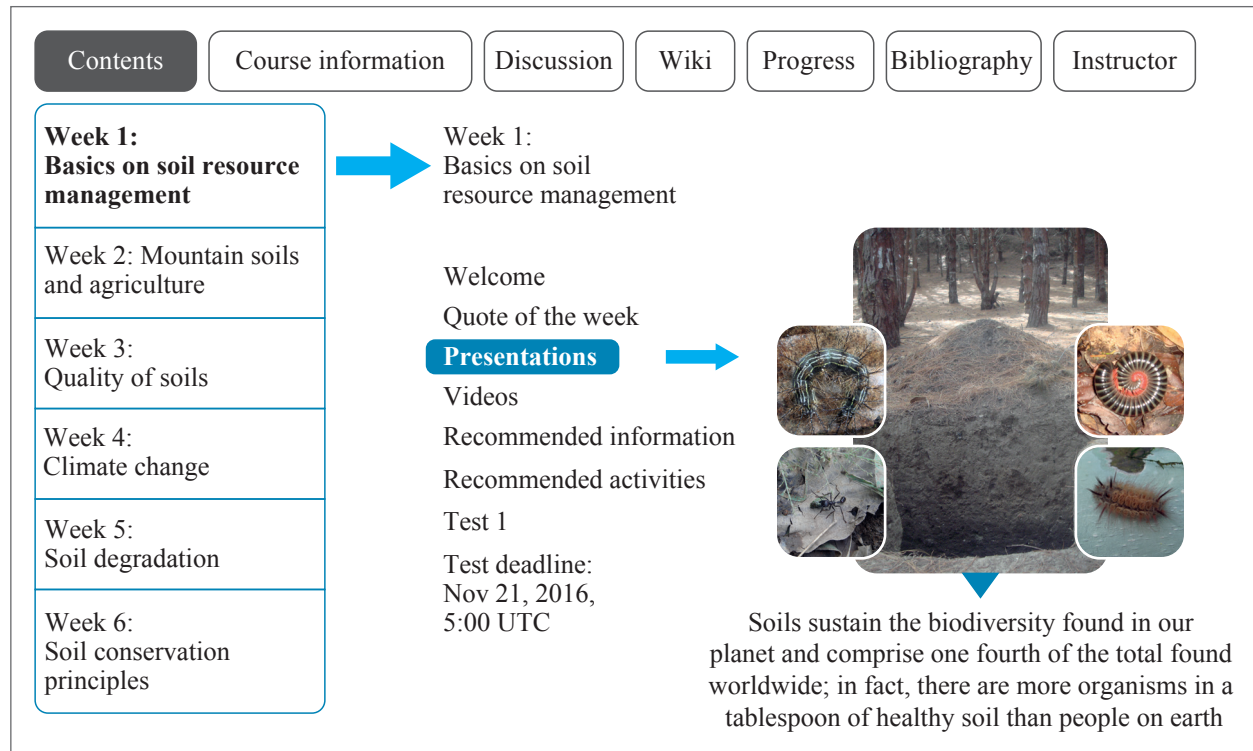 Contents
Course information
Discussion
Wiki
Progress
Bibliography
Instructor
Week 1:
Basics on soil resource
management
Week 2: Mountain soils
and agriculture
Week 3:
Quality of soils
Week 4:
Climate change
Week 5:
Soil degradation
Week 6:
Soil conservation
principles
Week 1:
Basics on soil
resource management
Welcome
Quote of the week
Presentations
Videos
Recommended information
Recommended activities
Test 1
Test deadline:
Nov 21, 2016,
5:00 UTC
Soils sustain the biodiversity found in our
planet and comprise one fourth of the total found
worldwide; in fact, there are more organisms in a
tablespoon of healthy soil than people on earth